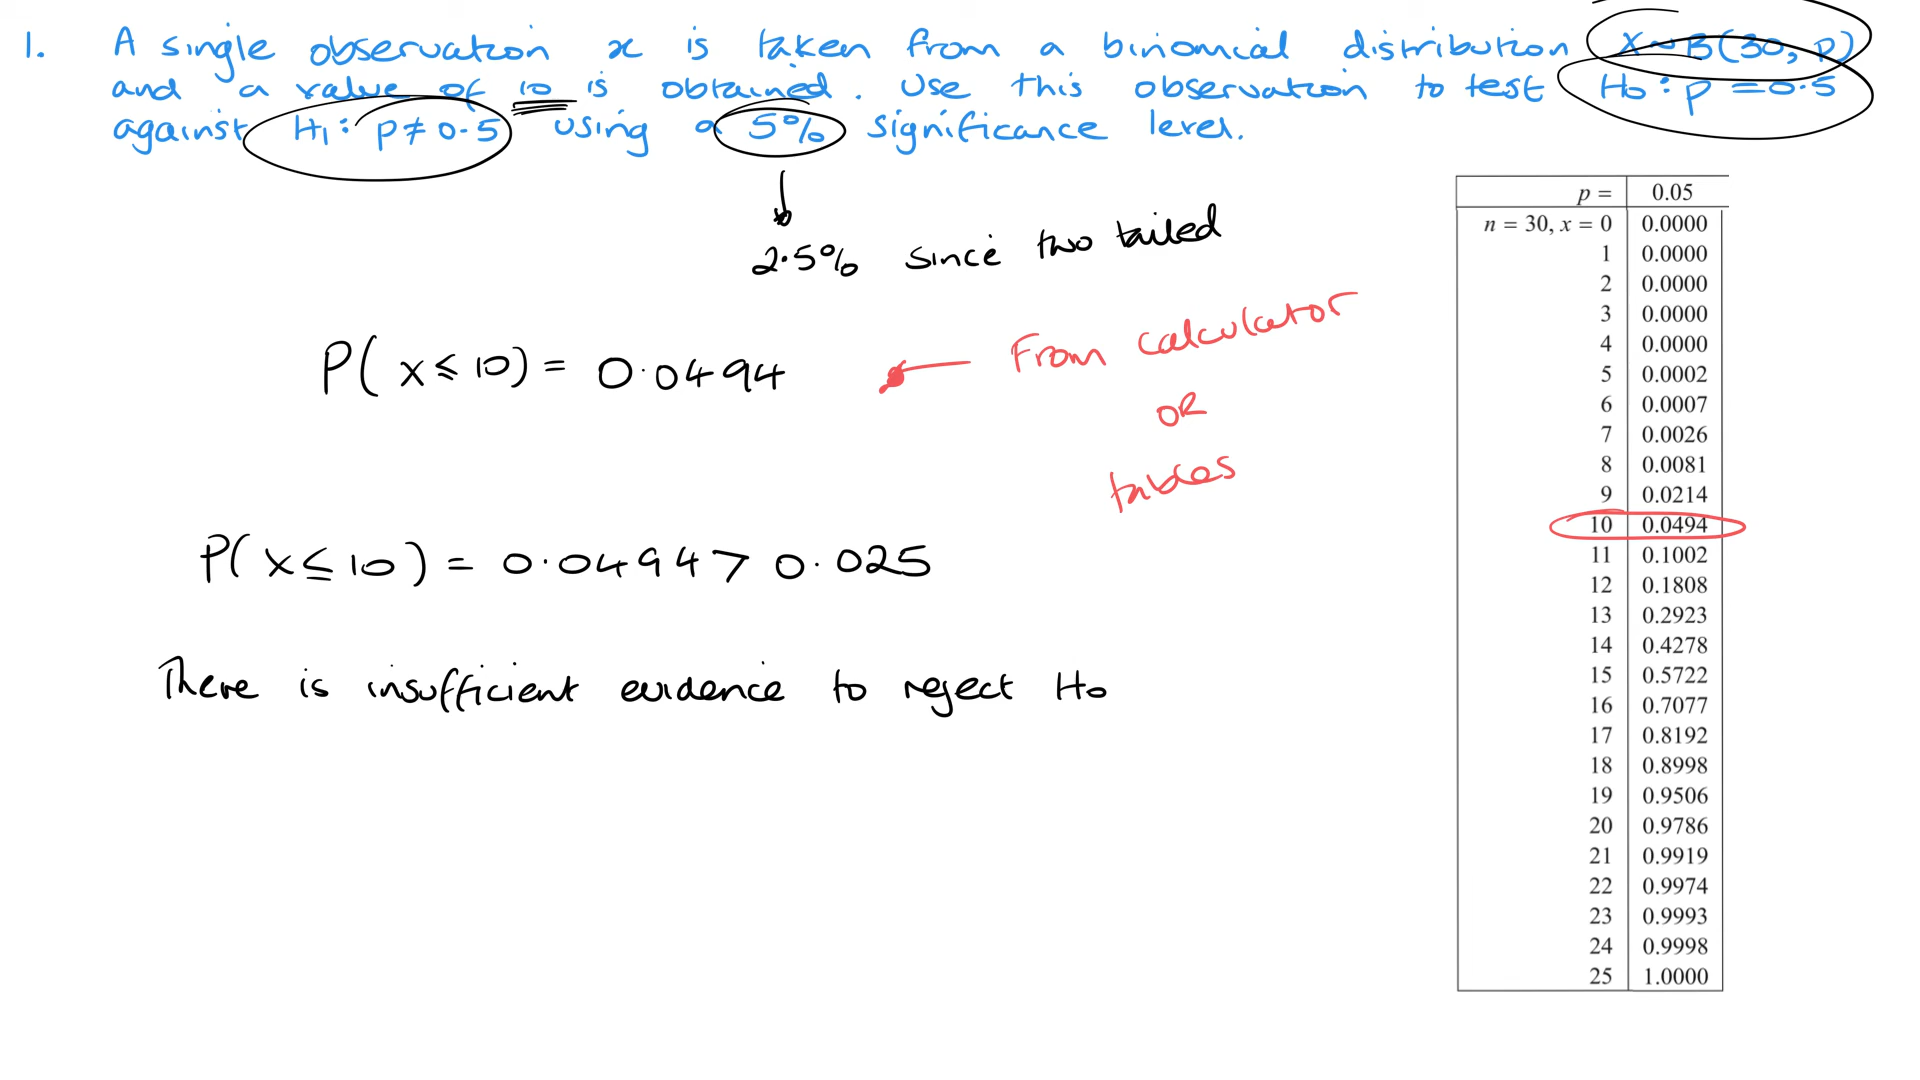 1. A single observation x is taken from a binomial distribution X~B(30, p)
and a value of 10 is obtained. Use this observation to test H₀ : p = 0.5
against H₁ : p ≠ 0.5 using a 5% significance level.
2.5% since two tailed
P( x ≤ 10) = 0.0494
From calculator
OR
tables
P( x ≤ 10 ) = 0.0494 > 0.025
There is insufficient evidence to reject H₀
p = 0.05
n = 30, x = 0 0.0000
1 0.0000
2 0.0000
3 0.0000
4 0.0000
5 0.0002
6 0.0007
7 0.0026
8 0.0081
9 0.0214
10 0.0494
11 0.1002
12 0.1808
13 0.2923
14 0.4278
15 0.5722
16 0.7077
17 0.8192
18 0.8998
19 0.9506
20 0.9786
21 0.9919
22 0.9974
23 0.9993
24 0.9998
25 1.0000